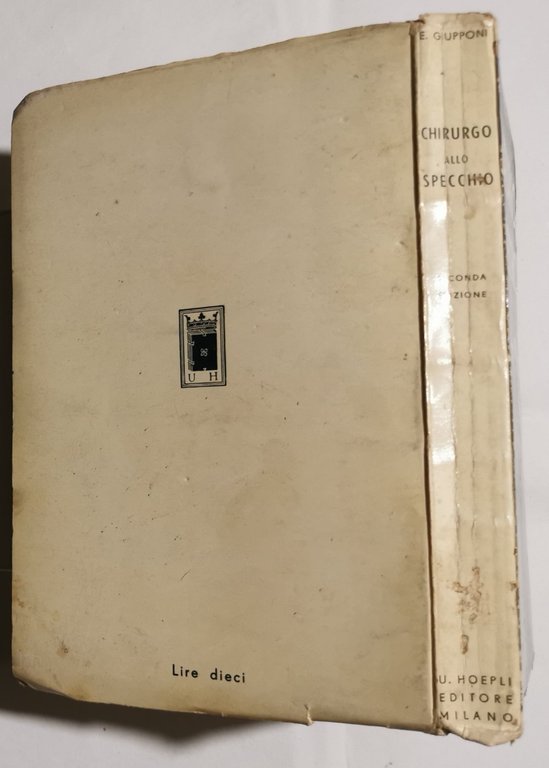 E. GIUPPONI
CHIRURGO
ALLO
SPECCHIO
U H
Lire dieci
U. HOEPLI
EDITORE
MILANO